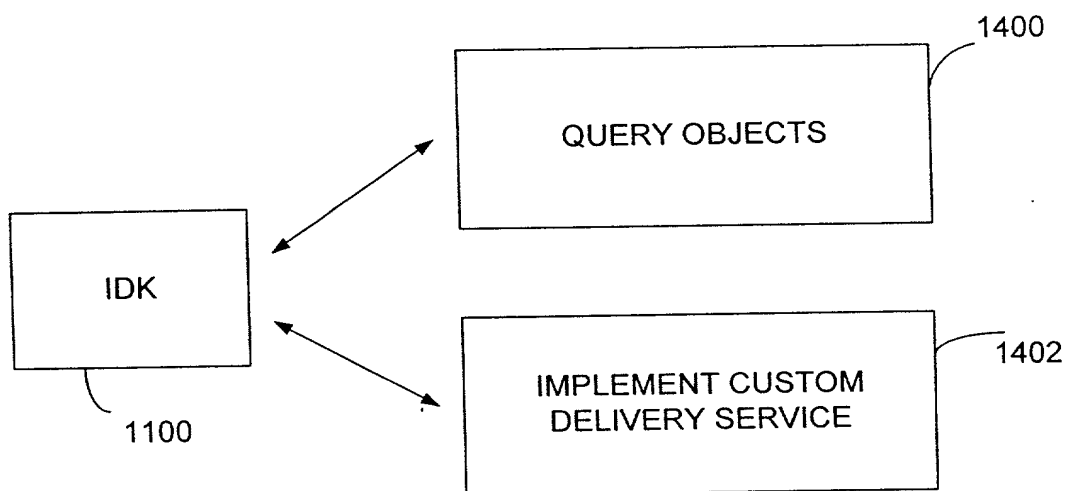 1400
QUERY OBJECTS
IDK
1100
1402
IMPLEMENT CUSTOM
DELIVERY SERVICE